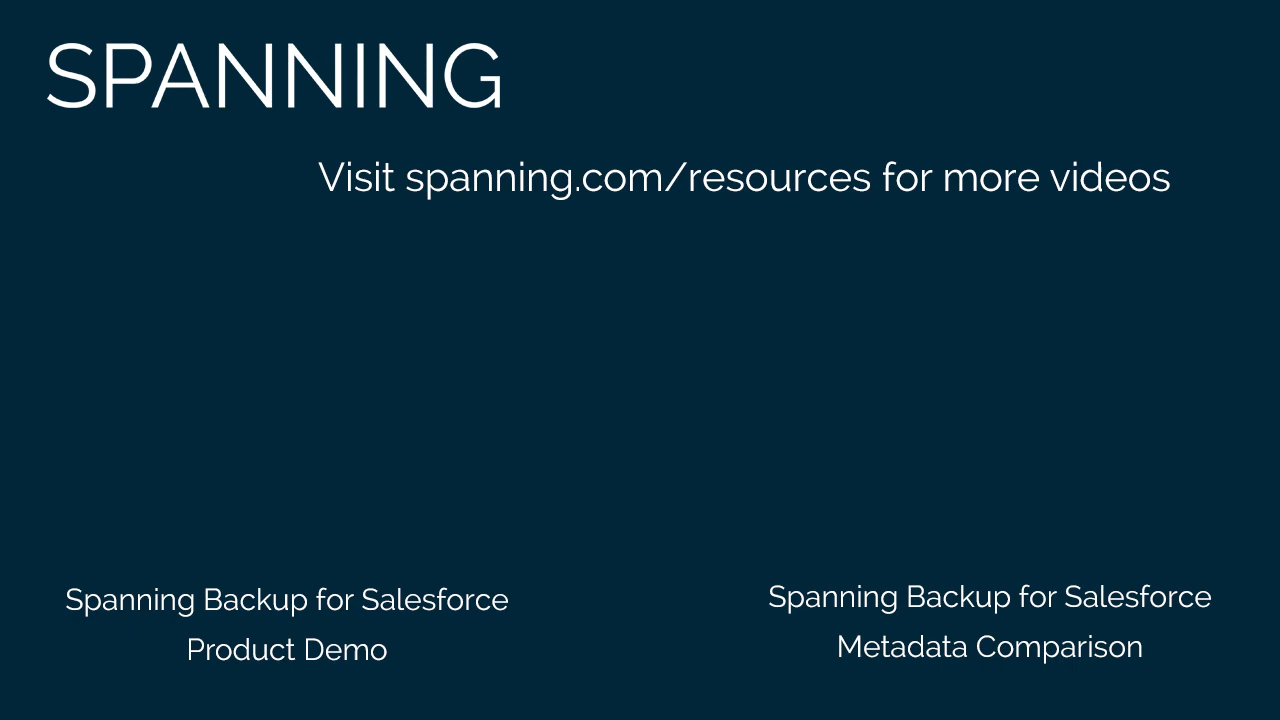 SPANNING
Visit spanning.com/resources for more videos
Spanning Backup for Salesforce
Product Demo
Spanning Backup for Salesforce
Metadata Comparison